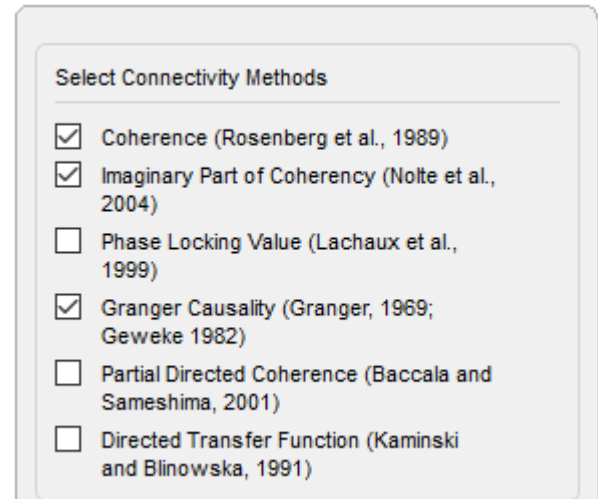 Select Connectivity Methods
Coherence (Rosenberg et al., 1989)
Imaginary Part of Coherency (Nolte et al.,
2004)
Phase Locking Value (Lachaux et al.,
1999)
Granger Causality (Granger, 1969;
Geweke 1982)
Partial Directed Coherence (Baccala and
Sameshima, 2001)
Directed Transfer Function (Kaminski
and Blinowska, 1991)